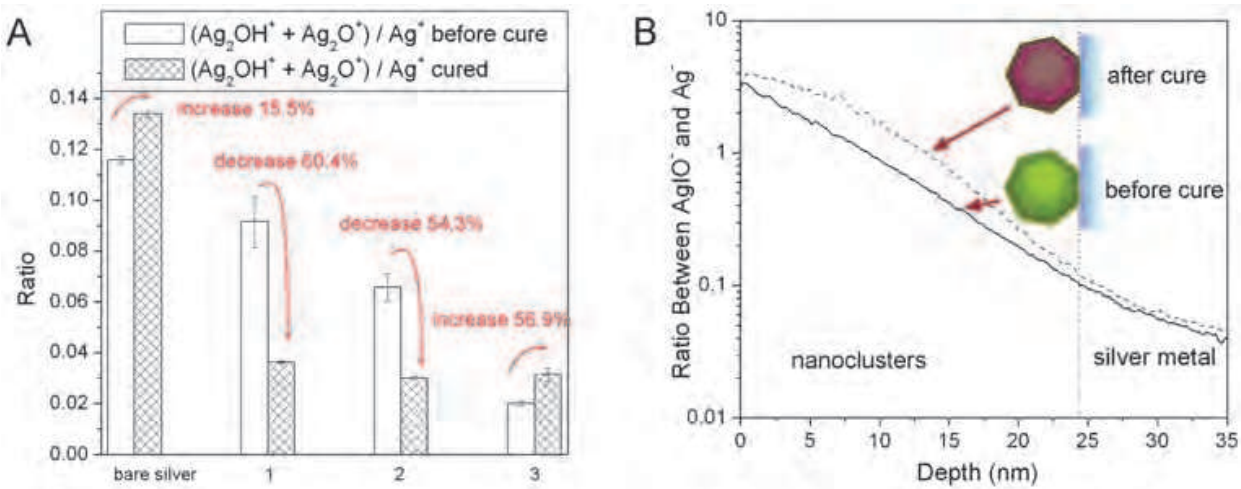 A
(Ag₂OH⁺ + Ag₂O⁺) / Ag⁺ before cure
(Ag₂OH⁺ + Ag₂O⁺) / Ag⁺ cured
Ratio
0.14
0.12
0.10
0.08
0.06
0.04
0.02
0.00
increase 15.5%
decrease 60.4%
decrease 54.3%
increase 56.9%
bare silver
1
2
3
B
Ratio Between AgIO⁻ and Ag⁻
10
1
0.1
0.01
after cure
before cure
nanoclusters
silver metal
0
5
10
15
20
25
30
35
Depth (nm)